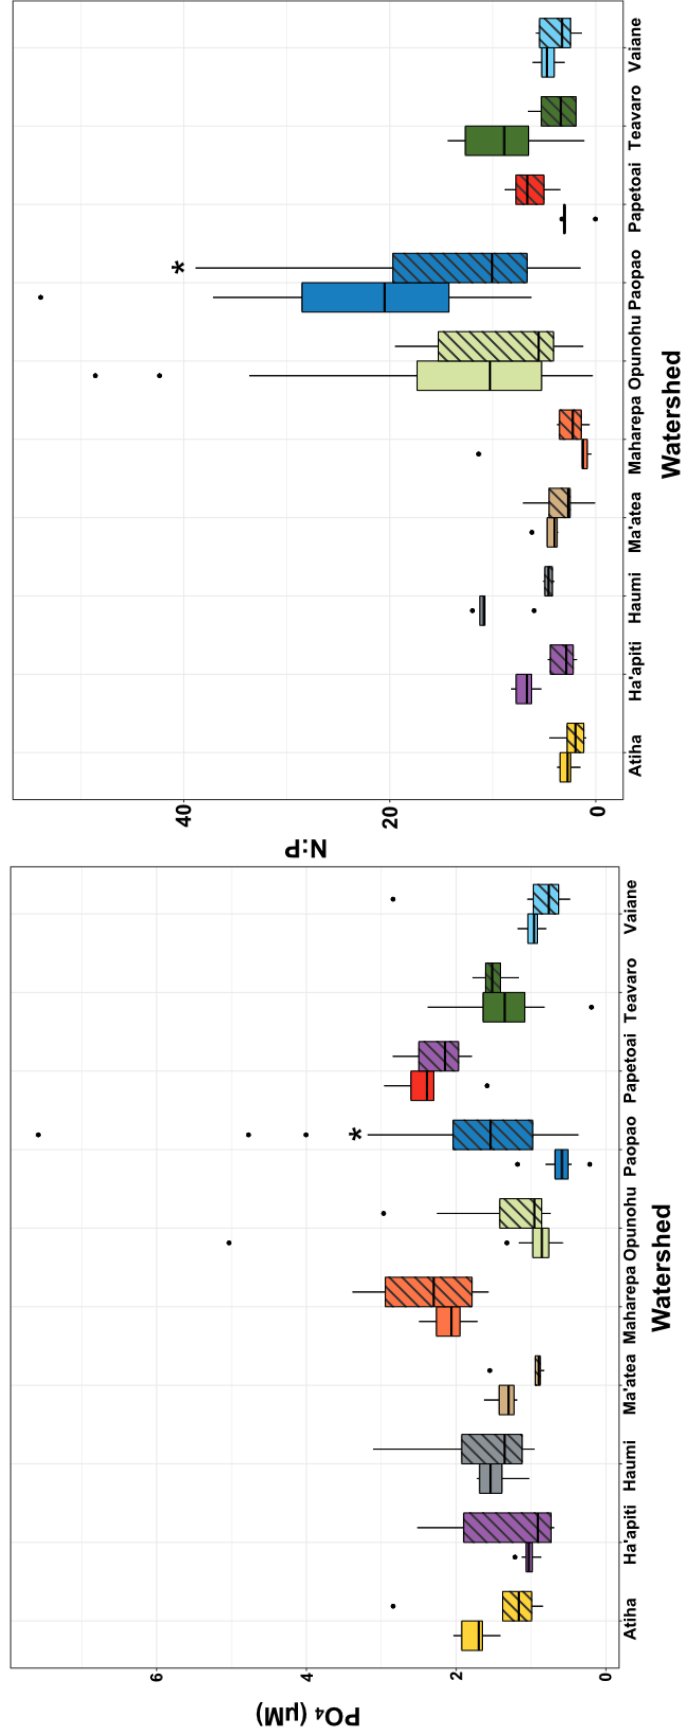 PO₄ (μM)
6
4
2
0
Atiha Ha'apiti Haumi Ma'atea Maharepa Opunohu Paopao Papetoai Teavaro Vaiane
Watershed
*
N:P
40
20
0
Atiha Ha'apiti Haumi Ma'atea Maharepa Opunohu Paopao Papetoai Teavaro Vaiane
Watershed
*